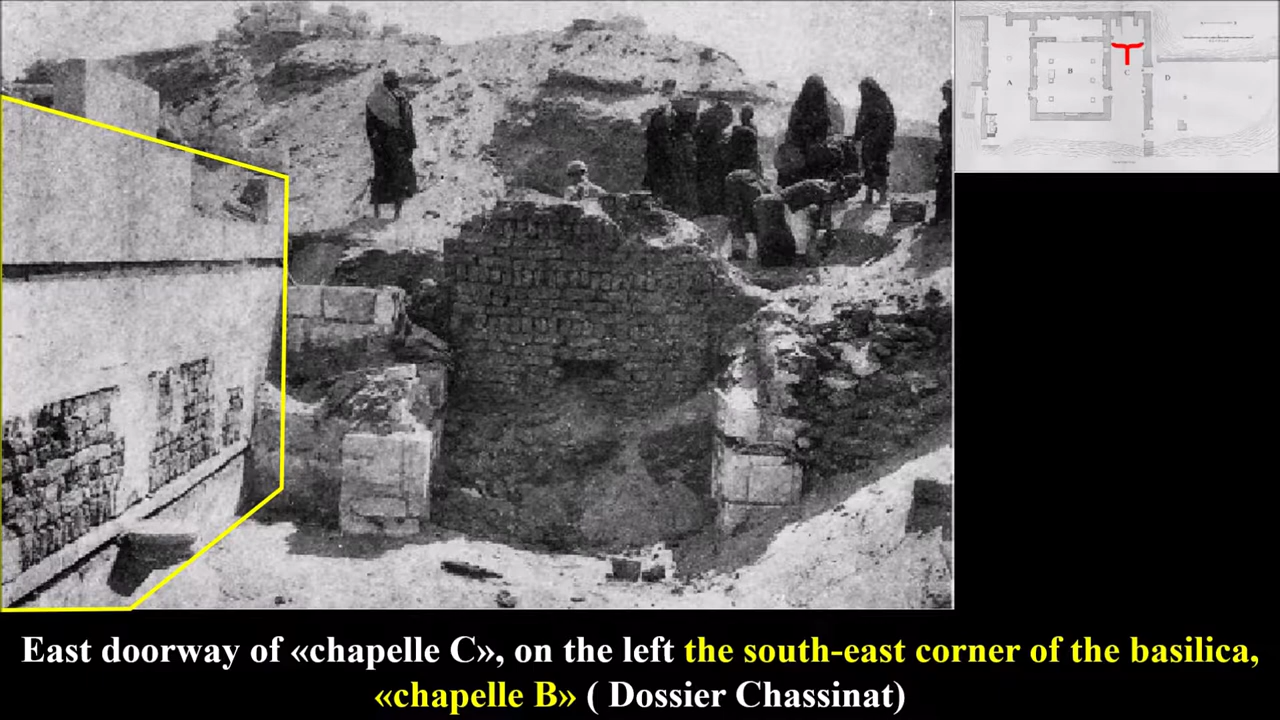 A
B
C
D
East doorway of «chapelle C», on the left the south-east corner of the basilica,
«chapelle B» ( Dossier Chassinat)